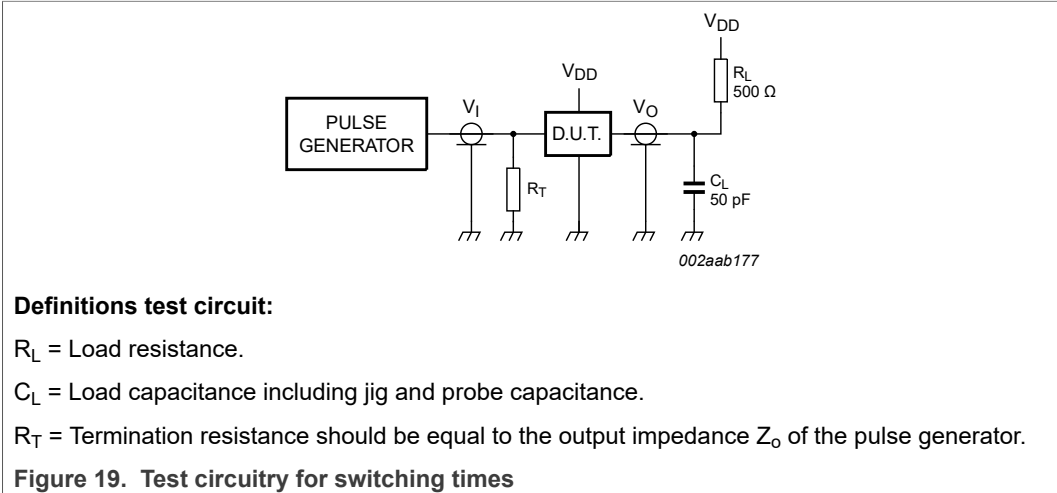 V_DD
R_L
500 Ω
V_DD
V_I
V_O
PULSE
GENERATOR
D.U.T.
R_T
C_L
50 pF
002aab177
Definitions test circuit:
R_L = Load resistance.
C_L = Load capacitance including jig and probe capacitance.
R_T = Termination resistance should be equal to the output impedance Z_o of the pulse generator.
Figure 19. Test circuitry for switching times